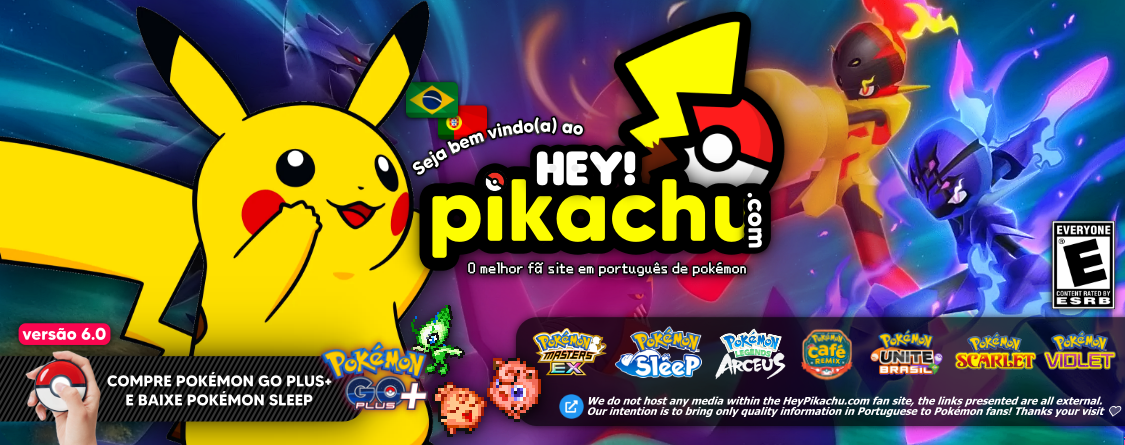 Seja bem vindo(a) ao
HEY!
pikachu
.com
O melhor fã site em português de pokémon
EVERYONE
E
CONTENT RATED BY
ESRB
versão 6.0
COMPRE POKÉMON GO PLUS+
E BAIXE POKÉMON SLEEP
POKéMON
GO
PLUS
+
POKéMON
MASTERS
EX
POKéMON
SLEEP
POKéMON
LEGENDS
ARCEUS
POKéMON
Café
REMIX
POKéMON
UNITE
BRASIL
POKéMON
SCARLET
POKéMON
VIOLET
We do not host any media within the HeyPikachu.com fan site, the links presented are all external.
Our intention is to bring only quality information in Portuguese to Pokémon fans! Thanks your visit